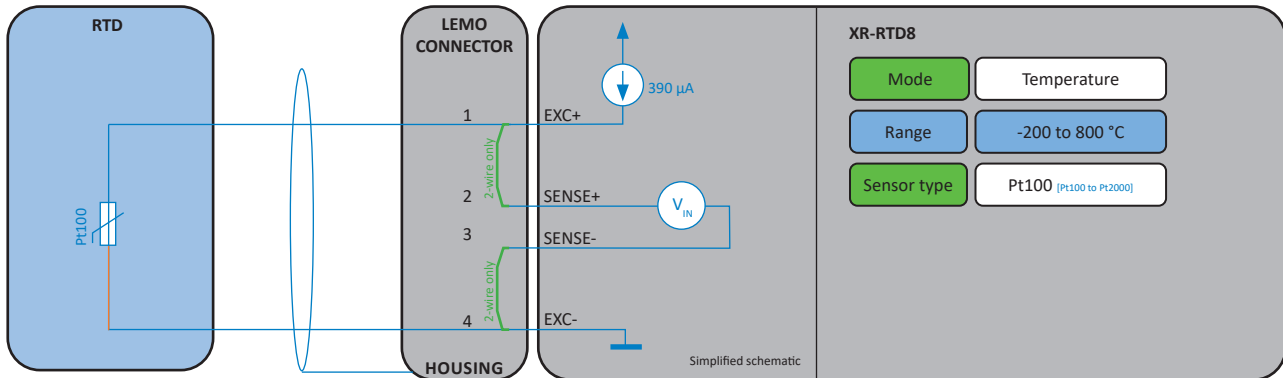 RTD
LEMO
CONNECTOR
XR-RTD8
Mode
Temperature
390 µA
1
EXC+
Range
-200 to 800 °C
2-wire only
Sensor type
Pt100 [Pt100 to Pt2000]
2
SENSE+
VIN
Pt100
3
SENSE-
2-wire only
4
EXC-
HOUSING
Simplified schematic